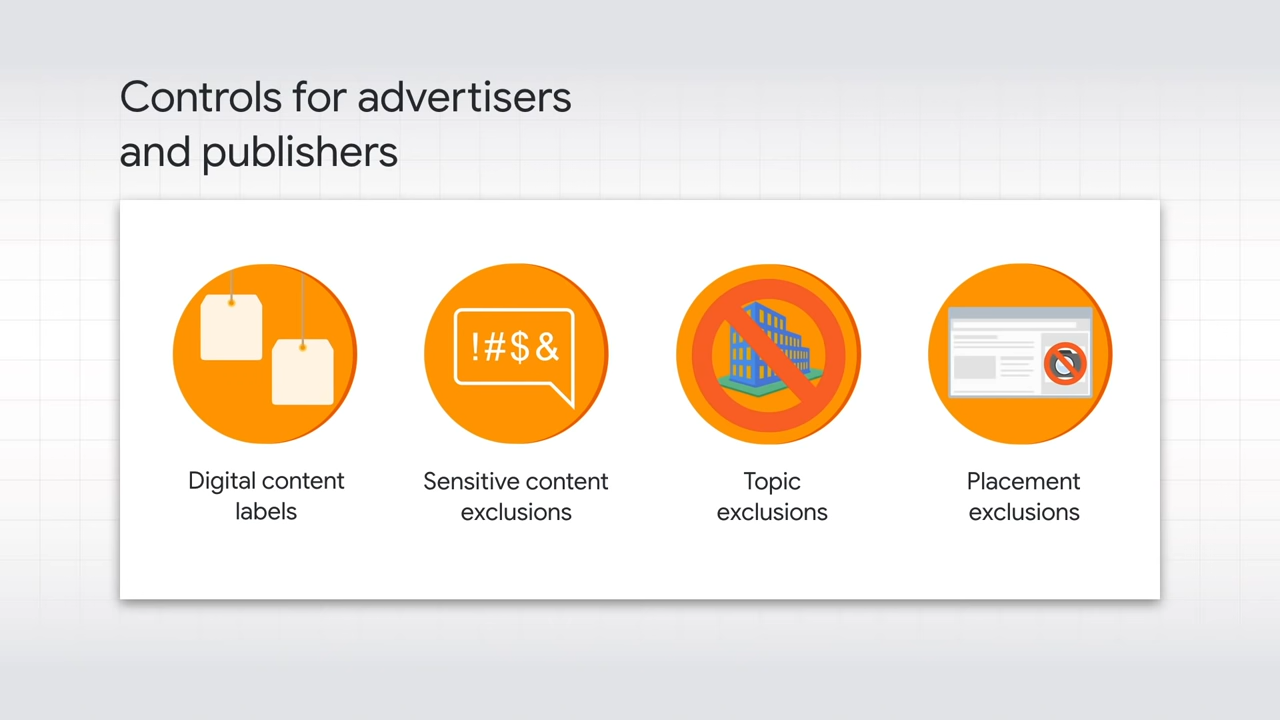 Controls for advertisers
and publishers
!#$&
Digital content
labels
Sensitive content
exclusions
Topic
exclusions
Placement
exclusions